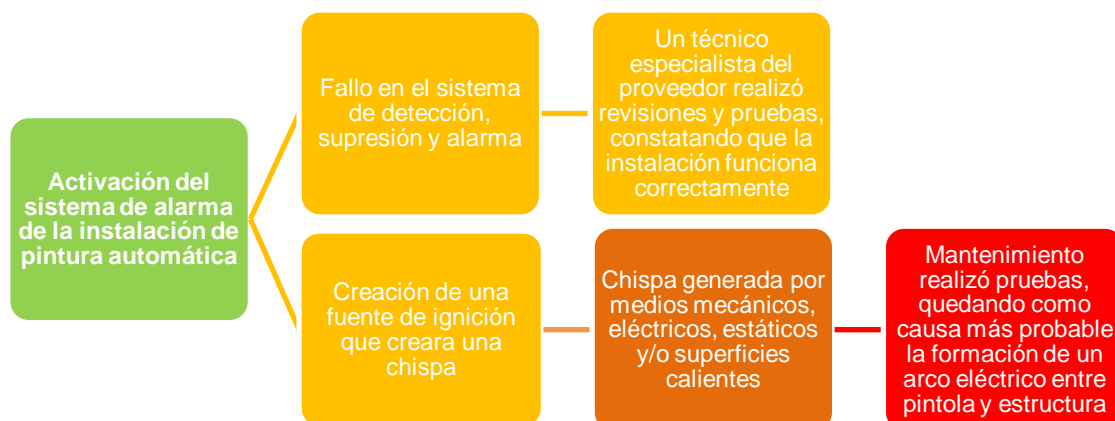 Activación del
sistema de alarma
de la instalación de
pintura automática
Fallo en el sistema
de detección,
supresión y alarma
Un técnico
especialista del
proveedor realizó
revisiones y pruebas,
constatando que la
instalación funciona
correctamente
Creación de una
fuente de ignición
que creara una
chispa
Chispa generada por
medios mecánicos,
eléctricos, estáticos
y/o superficies
calientes
Mantenimiento
realizó pruebas,
quedando como
causa más probable
la formación de un
arco eléctrico entre
pintola y estructura